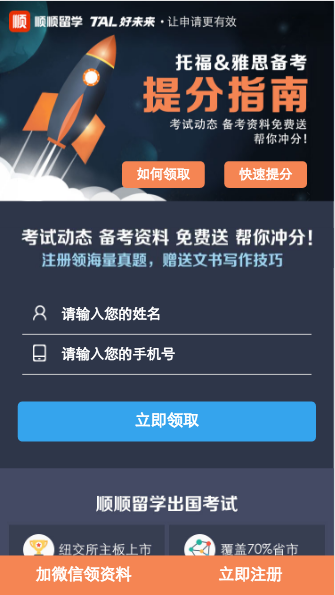 顺 顺顺留学 TAL 好未来·让申请更有效
托福&雅思备考
提分指南
考试动态 备考资料免费送
帮你冲分!
如何领取 快速提分
考试动态 备考资料 免费送 帮你冲分!
注册领海量真题，赠送文书写作技巧
请输入您的姓名
请输入您的手机号
立即领取
顺顺留学出国考试
纽交所主板上市 覆盖70%省市
加微信领资料 立即注册